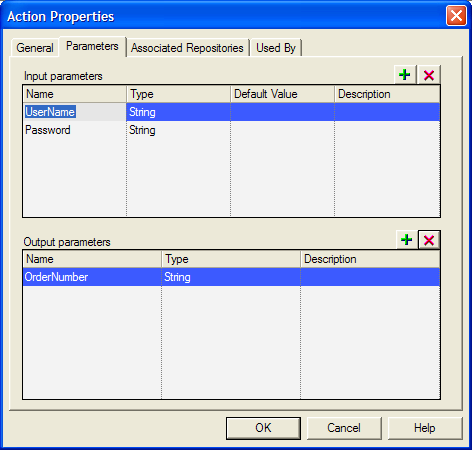 Action Properties
General Parameters Associated Repositories Used By
Input parameters
Name Type Default Value Description
UserName String
Password String
Output parameters
Name Type Description
OrderNumber String
OK Cancel Help